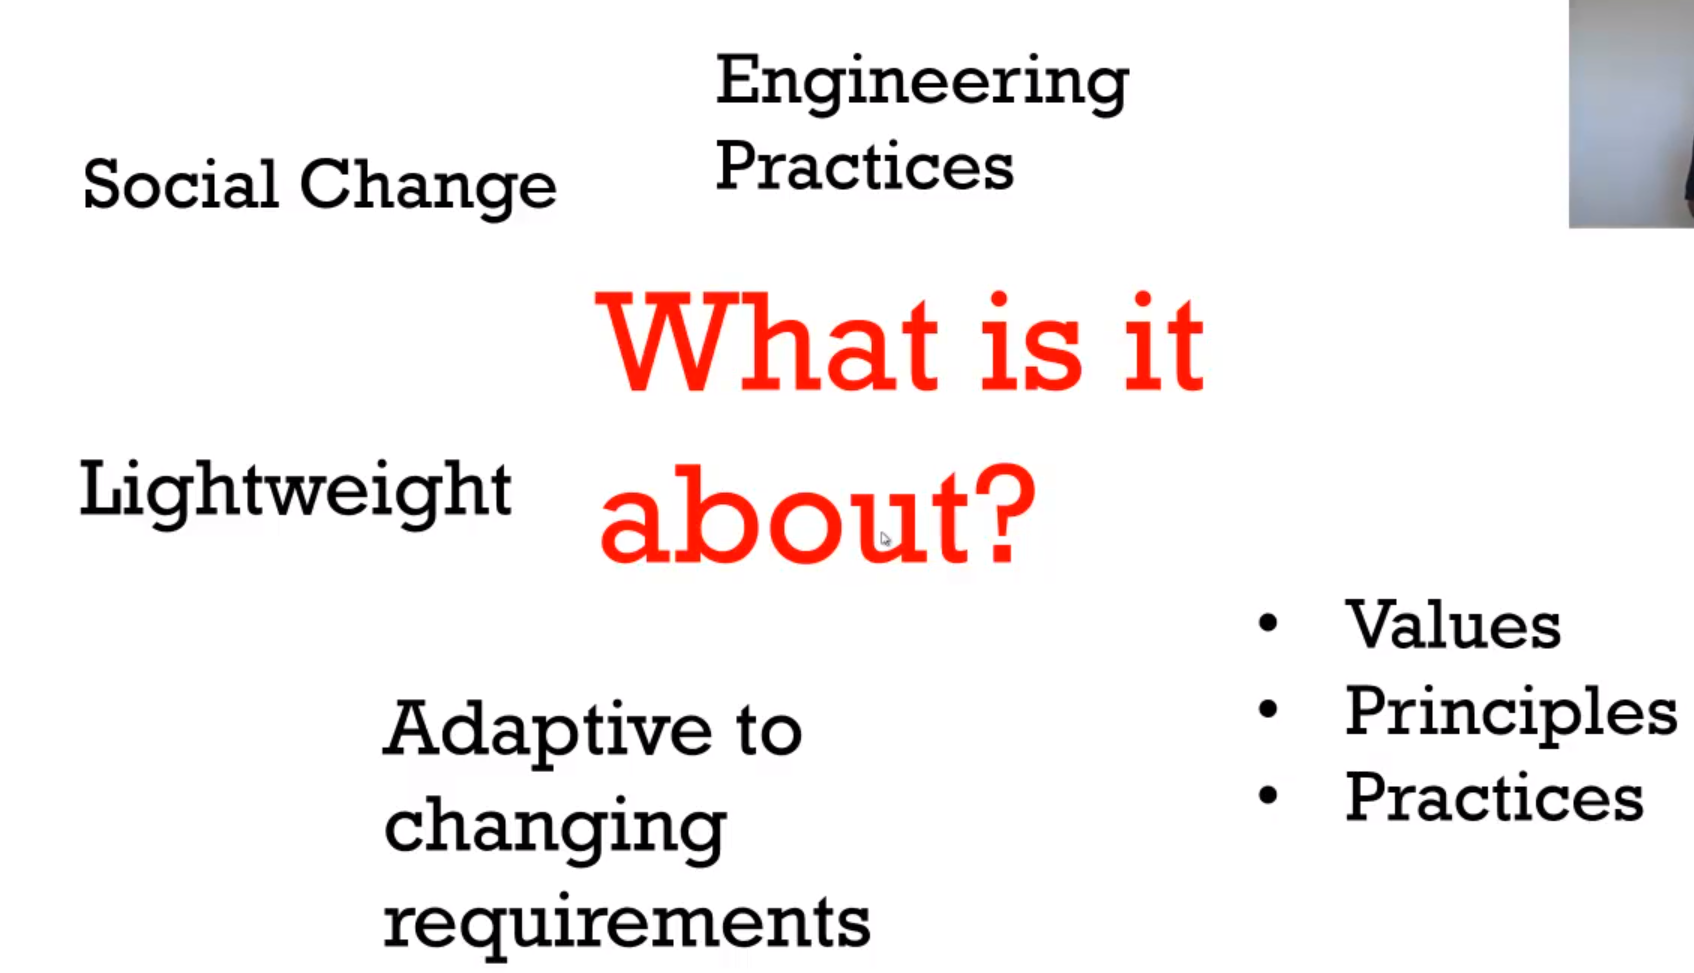 Engineering
Practices
Social Change
What is it
about?
Lightweight
• Values
• Principles
• Practices
Adaptive to
changing
requirements